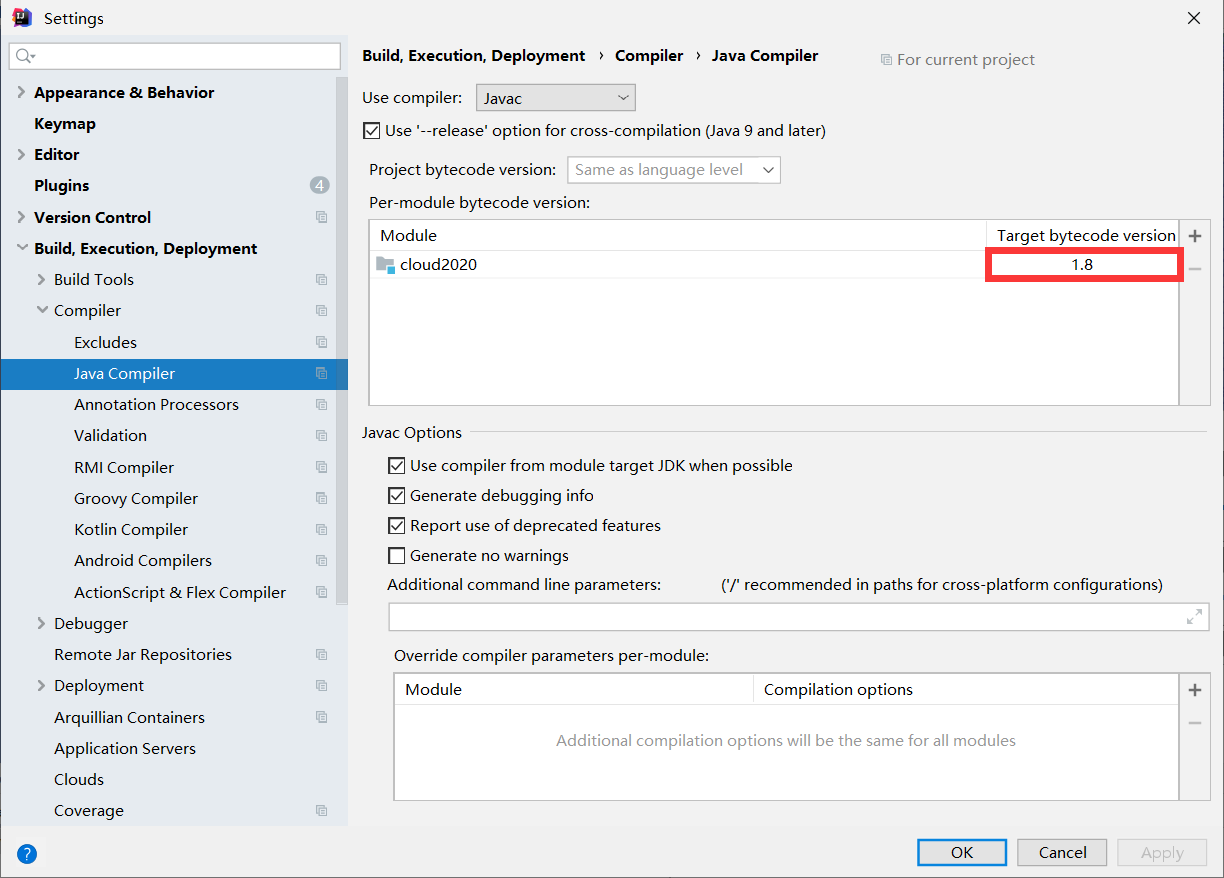 Settings
Appearance & Behavior
Keymap
Editor
Plugins 4
Version Control
Build, Execution, Deployment
Build Tools
Compiler
Excludes
Java Compiler
Annotation Processors
Validation
RMI Compiler
Groovy Compiler
Kotlin Compiler
Android Compilers
ActionScript & Flex Compiler
Debugger
Remote Jar Repositories
Deployment
Arquillian Containers
Application Servers
Clouds
Coverage
Build, Execution, Deployment › Compiler › Java Compiler For current project
Use compiler: Javac
Use '--release' option for cross-compilation (Java 9 and later)
Project bytecode version: Same as language level
Per-module bytecode version:
Module Target bytecode version
cloud2020 1.8
Javac Options
Use compiler from module target JDK when possible
Generate debugging info
Report use of deprecated features
Generate no warnings
Additional command line parameters: ('/' recommended in paths for cross-platform configurations)
Override compiler parameters per-module:
Module Compilation options
Additional compilation options will be the same for all modules
? OK Cancel Apply